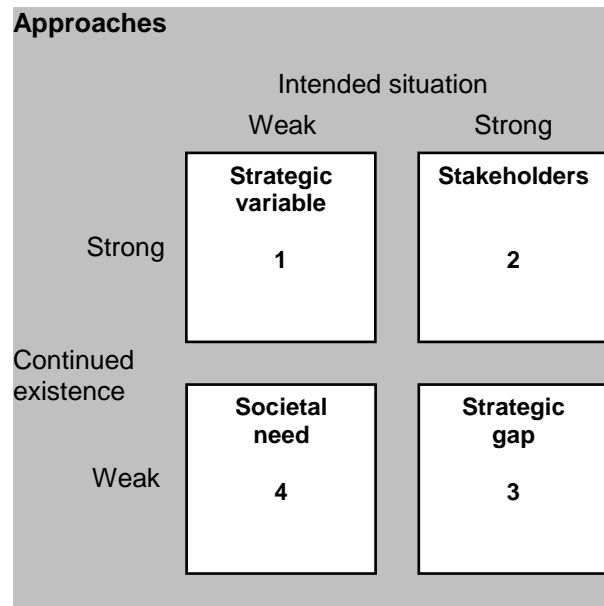 Approaches
Intended situation
Weak Strong
Strategic
variable
Stakeholders
Strong
1
2
Continued
existence
Societal
need
Strategic
gap
Weak
4
3